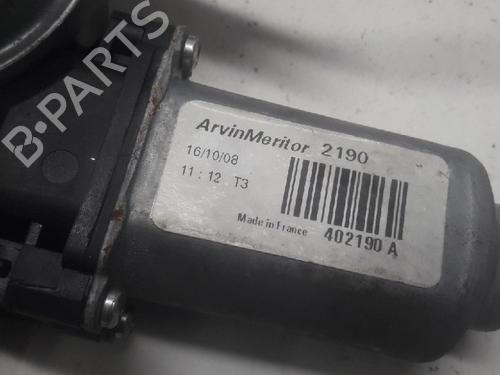 B-PARTS
ArvinMeritor 2190
16/10/08
11:12 T3
Made in France
402190 A